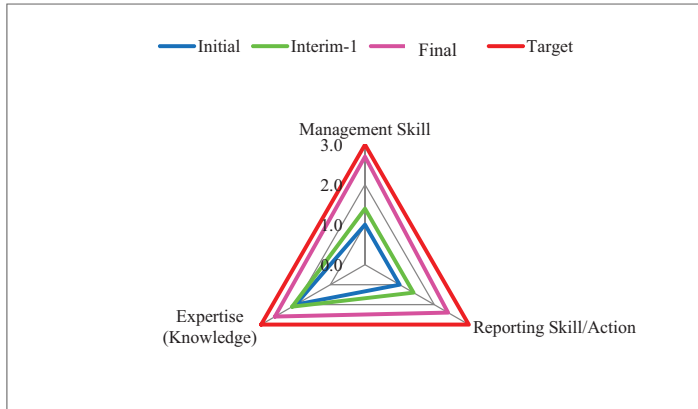 Initial Interim-1 Final Target
Management Skill
3.0
2.0
1.0
0.0
Expertise
(Knowledge)
Reporting Skill/Action